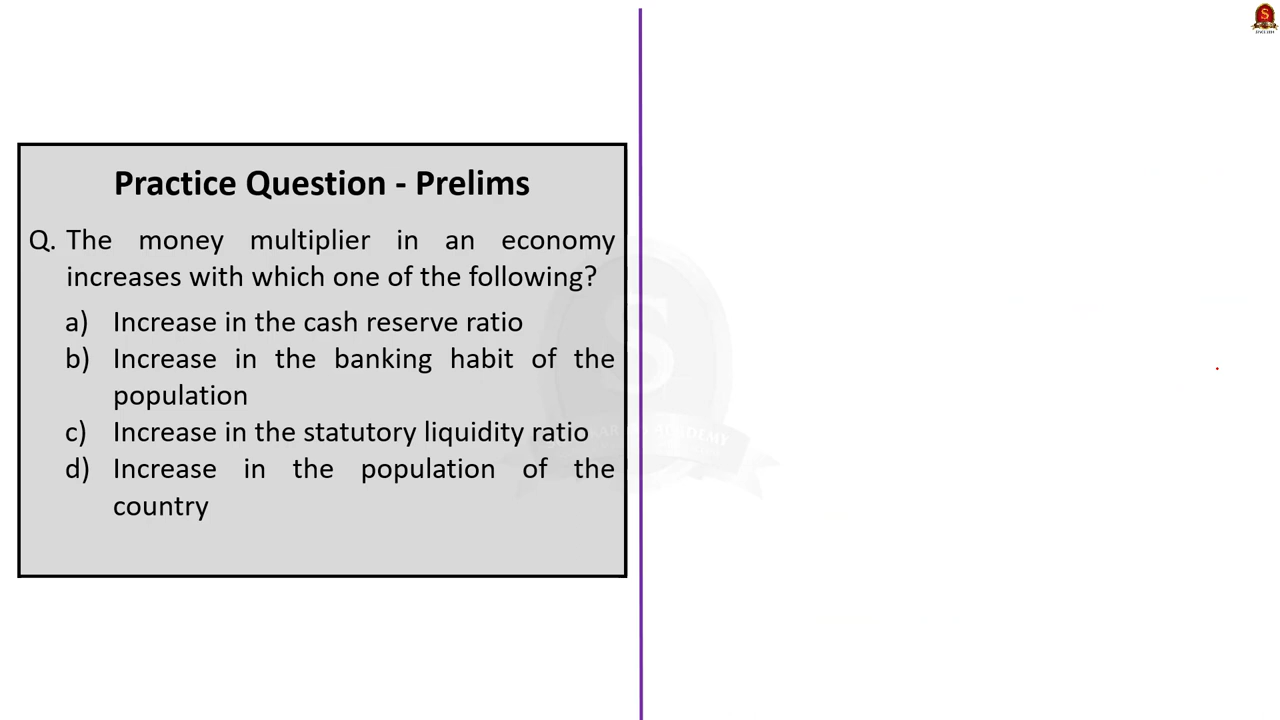 Practice Question - Prelims
Q. The money multiplier in an economy
increases with which one of the following?
a) Increase in the cash reserve ratio
b) Increase in the banking habit of the
population
c) Increase in the statutory liquidity ratio
d) Increase in the population of the
country